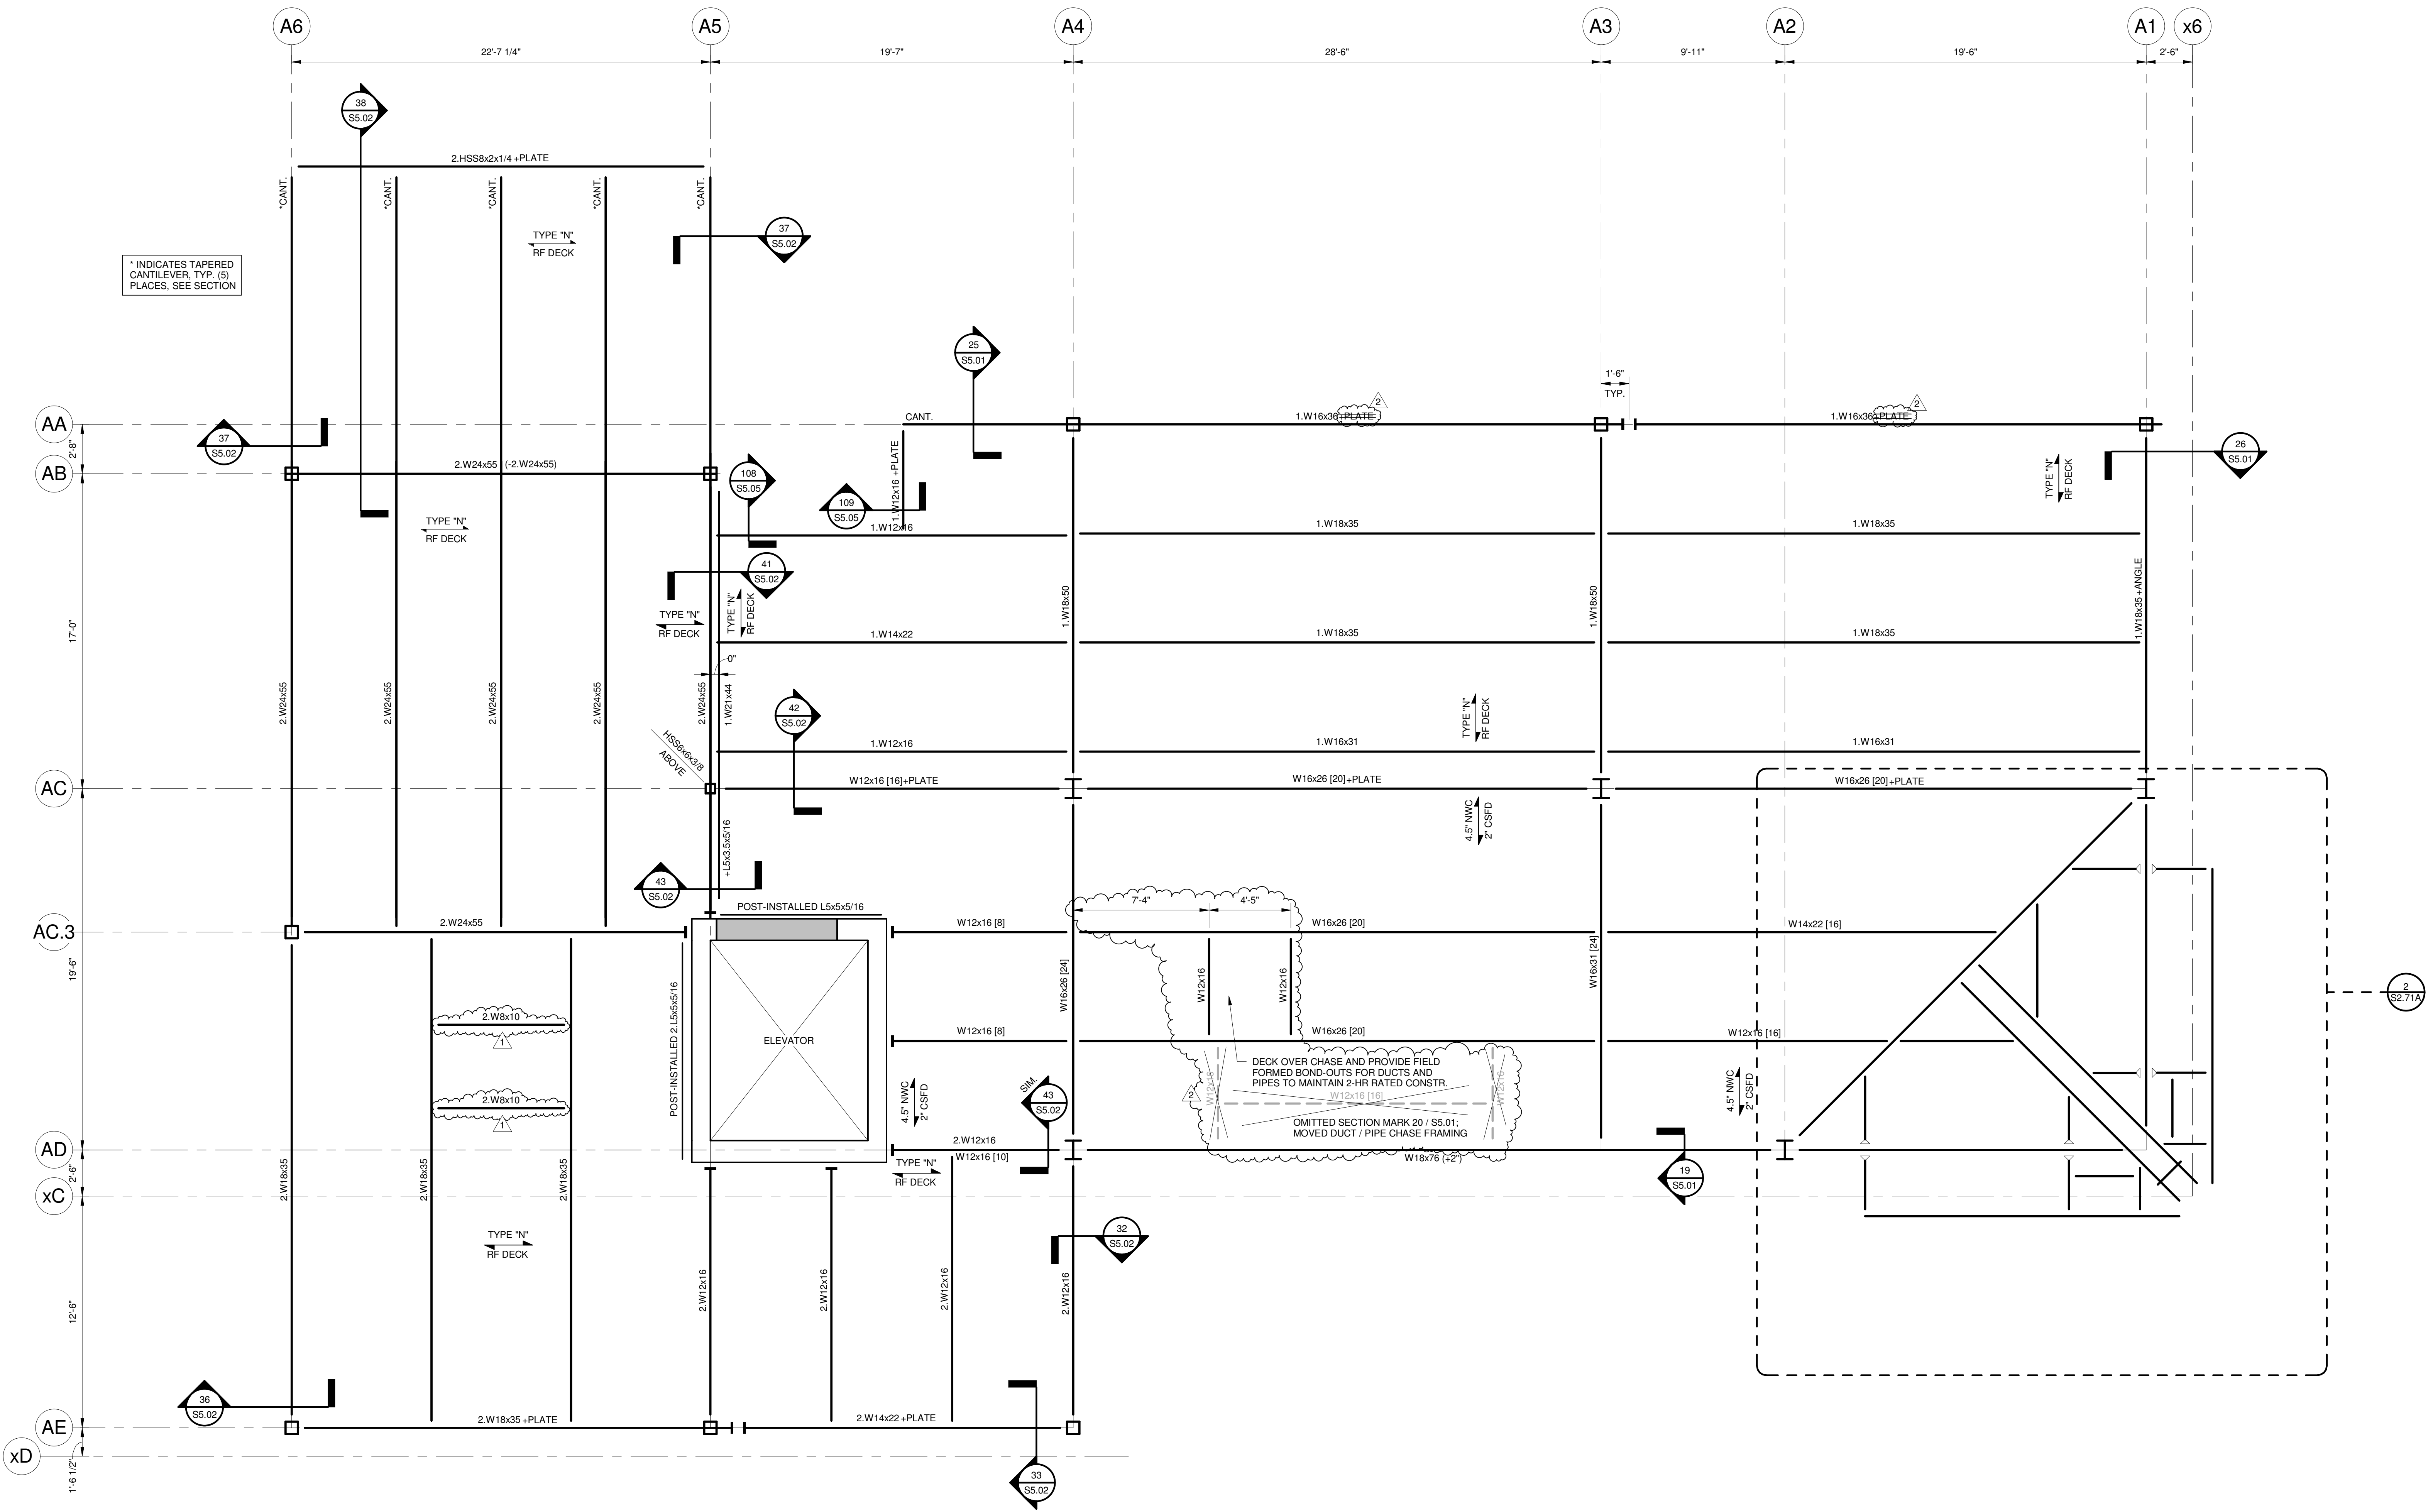 A6
A5
A4
A3
A2
A1
x6
22'-7 1/4"
19'-7"
28'-6"
9'-11"
19'-6"
2'-6"
38
S5.02
2.HSS8x2x1/4 +PLATE
*CANT.
*CANT.
*CANT.
*CANT.
*CANT.
TYPE "N"
RF DECK
37
S5.02
* INDICATES TAPERED
CANTILEVER, TYP. (5)
PLACES, SEE SECTION
25
S5.01
1'-6"
TYP.
AA
37
S5.02
2'-8"
CANT.
1.W16x36+PLATE
2
1.W16x36+PLATE
2
26
S5.01
AB
2.W24x55 (-2.W24x55)
108
S5.05
109
S5.05
1.W12x16 +PLATE
TYPE "N"
RF DECK
TYPE "N"
RF DECK
1.W12x16
1.W18x35
1.W18x35
41
S5.02
TYPE "N"
RF DECK
TYPE "N"
RF DECK
1.W18x50
1.W18x50
1.W18x35 +ANGLE
17'-0"
1.W14x22
1.W18x35
1.W18x35
0"
2.W24x55
2.W24x55
2.W24x55
2.W24x55
2.W24x55
1.W21x44
42
S5.02
TYPE "N"
RF DECK
HSS6x6x3/8
ABOVE
1.W12x16
1.W16x31
1.W16x31
AC
W12x16 [16]+PLATE
W16x26 [20]+PLATE
W16x26 [20]+PLATE
4.5" NWC
2" CSFD
+L5x3.5x5/16
43
S5.02
POST-INSTALLED L5x5x5/16
7'-4"
4'-5"
AC.3
2.W24x55
W12x16 [8]
W16x26 [20]
W14x22 [16]
19'-6"
W16x26 [24]
W12x16
W12x16
W16x31 [24]
2
S2.71A
2.W8x10
1
POST-INSTALLED 2.L5x5x5/16
ELEVATOR
W12x16 [8]
W16x26 [20]
W12x16 [16]
DECK OVER CHASE AND PROVIDE FIELD
FORMED BOND-OUTS FOR DUCTS AND
PIPES TO MAINTAIN 2-HR RATED CONSTR.
2.W8x10
1
4.5" NWC
2" CSFD
SIM.
43
S5.02
2
W12x16
W12x16 [16]
W12x16
4.5" NWC
2" CSFD
OMITTED SECTION MARK 20 / S5.01;
MOVED DUCT / PIPE CHASE FRAMING
AD
2.W12x16
W12x16 [10]
W18x76 (+2")
TYPE "N"
RF DECK
19
S5.01
2'-6"
xC
2.W18x35
2.W18x35
2.W18x35
TYPE "N"
RF DECK
32
S5.02
12'-6"
2.W12x16
2.W12x16
2.W12x16
2.W12x16
36
S5.02
AE
2.W18x35 +PLATE
2.W14x22 +PLATE
xD
1'-6 1/2"
33
S5.02